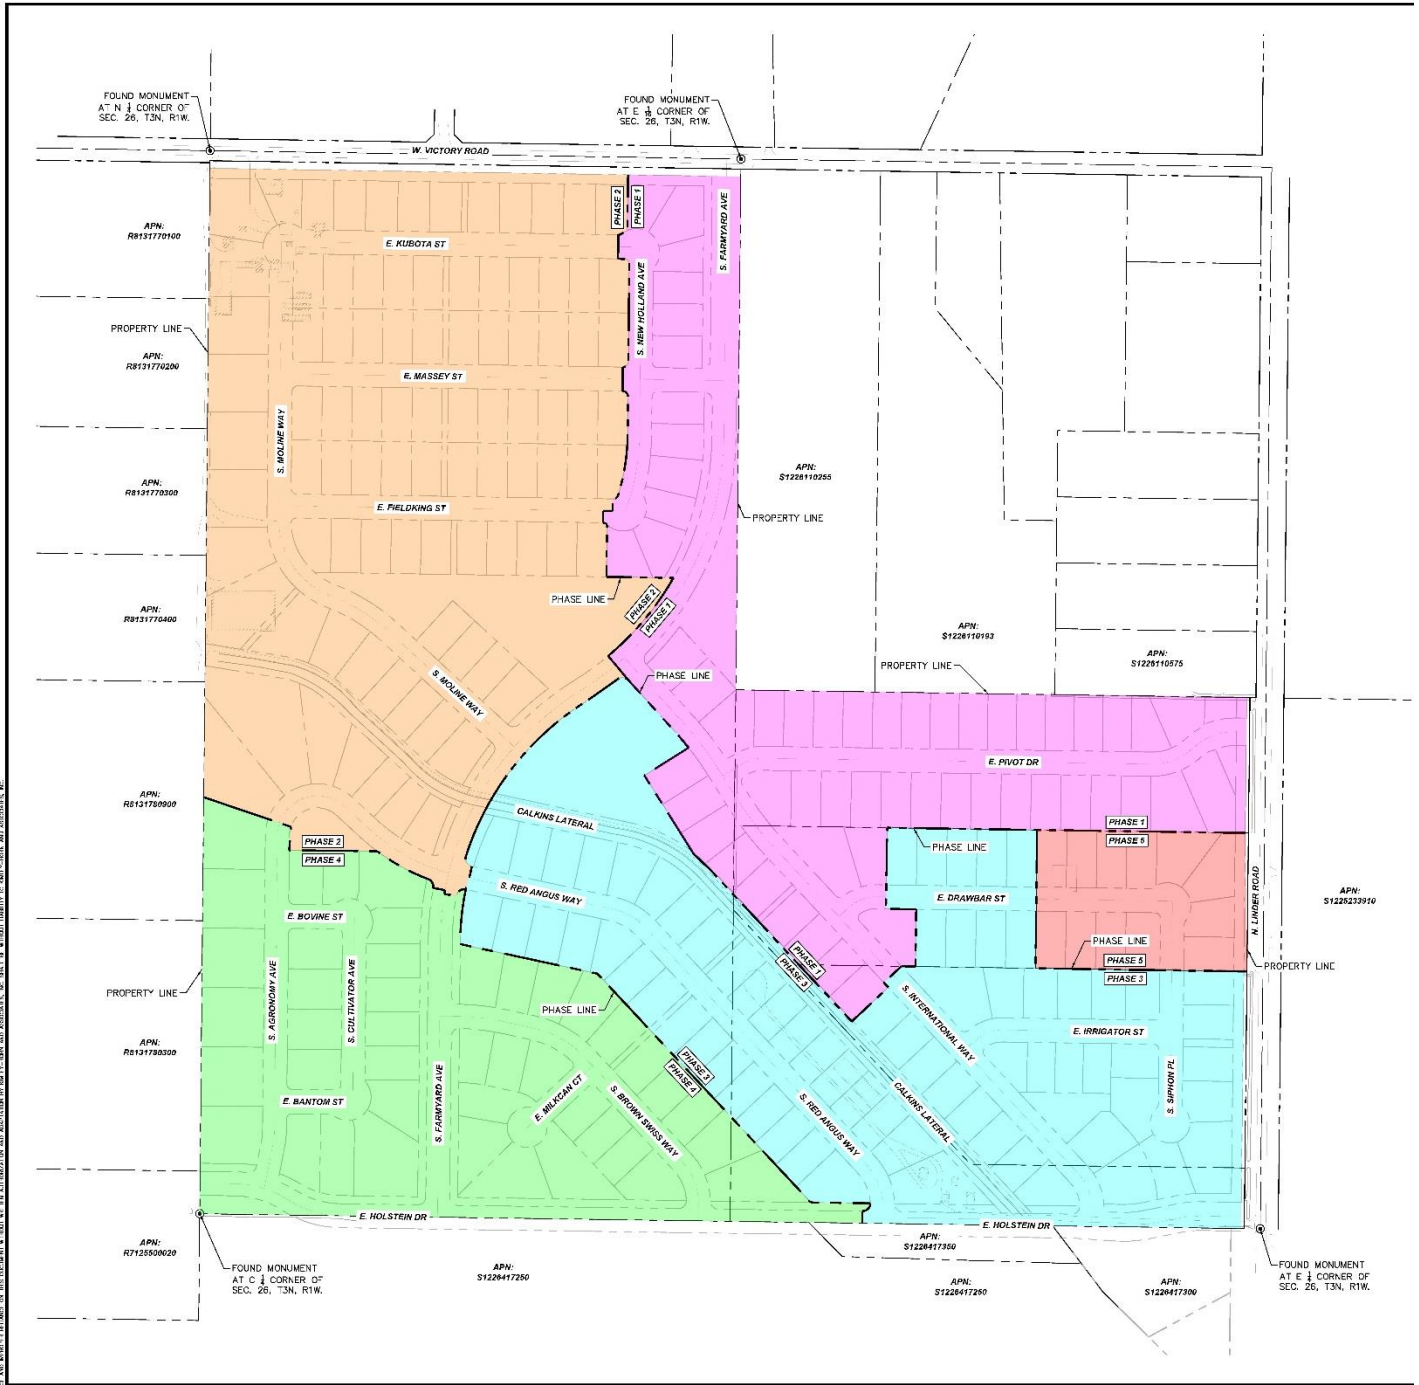 FOUND MONUMENT
AT N 1/4 CORNER OF
SEC. 26, T3N, R1W.
FOUND MONUMENT
AT E 1/16 CORNER OF
SEC. 26, T3N, R1W.
W. VICTORY ROAD
APN:
R8131770100
PHASE 2
PHASE 1
S. FARMYARD AVE
E. KUBOTA ST
S. NEW HOLLAND AVE
PROPERTY LINE
APN:
R8131770200
E. MASSEY ST
S. MOLINE WAY
APN:
R8131770300
APN:
S1226110255
E. FIELDKING ST
PROPERTY LINE
PHASE LINE
PHASE 2
PHASE 1
APN:
R8131770400
APN:
S1226110193
APN:
S1226110575
PROPERTY LINE
S. MOLINE WAY
PHASE LINE
E. PIVOT DR
APN:
R8131780900
CALKINS LATERAL
PHASE 1
PHASE 5
PHASE 2
PHASE 4
PHASE LINE
S. RED ANGUS WAY
E. DRAWBAR ST
APN:
S1225233910
N. LINDER ROAD
E. BOVINE ST
PHASE LINE
PHASE 5
PHASE 3
PROPERTY LINE
PHASE 1
PHASE 3
PROPERTY LINE
S. AGRONOMY AVE
S. CULTIVATOR AVE
PHASE LINE
S. INTERNATIONAL WAY
E. IRRIGATOR ST
APN:
R8131780300
PHASE 3
PHASE 4
S. SIPHON PL
E. BANTOM ST
S. FARMYARD AVE
E. MILKCAN CT
S. BROWN SWISS WAY
S. RED ANGUS WAY
CALKINS LATERAL
E. HOLSTEIN DR
E. HOLSTEIN DR
APN:
R7125500020
FOUND MONUMENT
AT C 1/4 CORNER OF
SEC. 26, T3N, R1W.
APN:
S1226417250
APN:
S1226417350
APN:
S1226417260
APN:
S1226417300
FOUND MONUMENT
AT E 1/4 CORNER OF
SEC. 26, T3N, R1W.